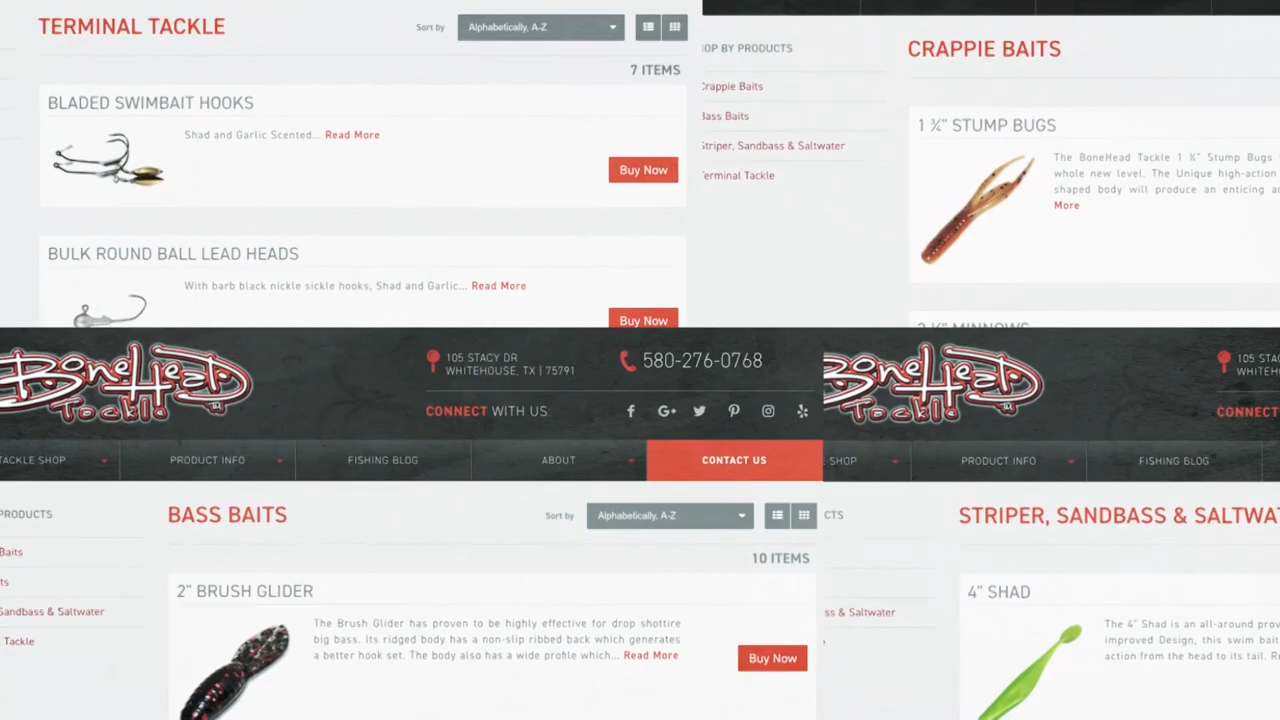 TERMINAL TACKLE
Sort by
Alphabetically, A-Z
7 ITEMS
BLADED SWIMBAIT HOOKS
Shad and Garlic Scented... Read More
Buy Now
BULK ROUND BALL LEAD HEADS
With barb black nickle sickle hooks, Shad and Garlic... Read More
Buy Now
OP BY PRODUCTS
Crappie Baits
Bass Baits
Striper, Sandbass & Saltwater
Terminal Tackle
CRAPPIE BAITS
1 ¾" STUMP BUGS
The BoneHead Tackle 1 ¾" Stump Bugs
whole new level. The Unique high-action
shaped body will produce an enticing a
More
BoneHead
Tackle
105 STACY DR
WHITEHOUSE, TX | 75791
580-276-0768
CONNECT WITH US
TACKLE SHOP
PRODUCT INFO
FISHING BLOG
ABOUT
CONTACT US
BoneHead
Tackle
105 STAC
WHITEHO
CONNECT
SHOP
PRODUCT INFO
FISHING BLOG
PRODUCTS
Baits
ts
Sandbass & Saltwater
Tackle
BASS BAITS
Sort by
Alphabetically, A-Z
10 ITEMS
2" BRUSH GLIDER
The Brush Glider has proven to be highly effective for drop shottire
big bass. Its ridged body has a non-slip ribbed back which generates
a better hook set. The body also has a wide profile which... Read More
Buy Now
CTS
ss & Saltwater
STRIPER, SANDBASS & SALTWAT
4" SHAD
The 4" Shad is an all-around prov
improved Design, this swim bait
action from the head to its tail. Re